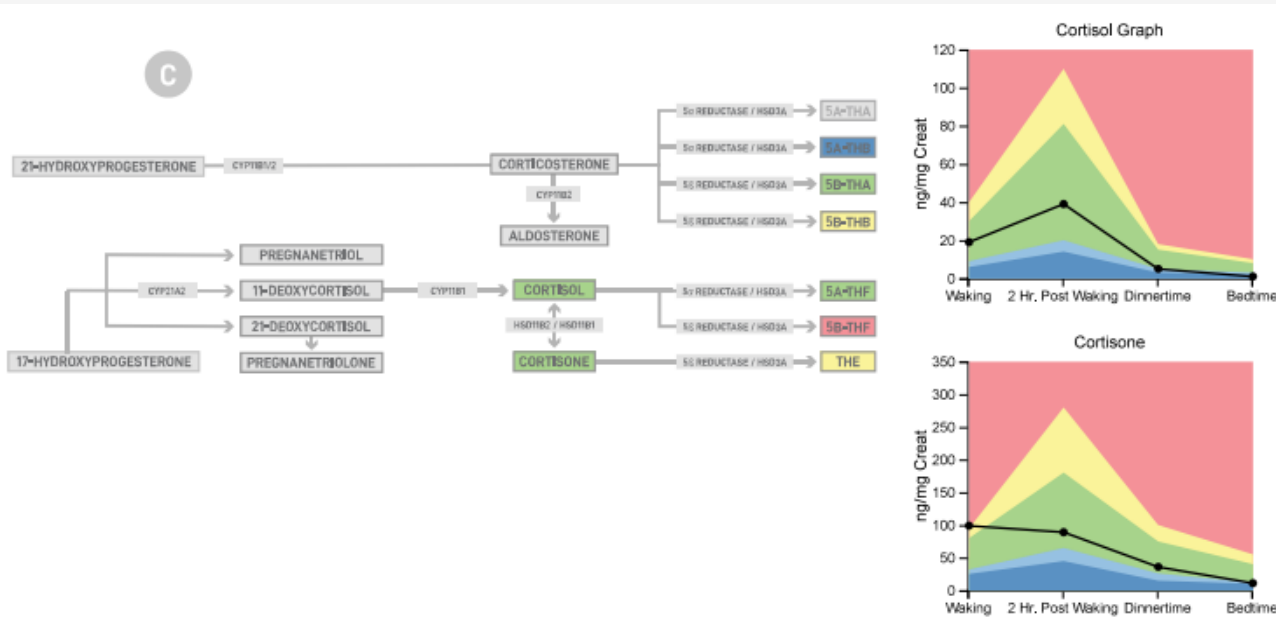 C
21-HYDROXYPROGESTERONE
CYP11B1/2
CORTICOSTERONE
CYP11B2
ALDOSTERONE
5α REDUCTASE / HSD3A
5A-THA
5α REDUCTASE / HSD3A
5A-THB
5ß REDUCTASE / HSD3A
5B-THA
5ß REDUCTASE / HSD3A
5B-THB
PREGNANETRIOL
CYP21A2
11-DEOXYCORTISOL
CYP11B1
CORTISOL
5α REDUCTASE / HSD3A
5A-THF
21-DEOXYCORTISOL
HSD11B2 / HSD11B1
5ß REDUCTASE / HSD3A
5B-THF
17-HYDROXYPROGESTERONE
PREGNANETRIOLONE
CORTISONE
5ß REDUCTASE / HSD3A
THE
Cortisol Graph
ng/mg Creat
120
100
80
60
40
20
0
Waking 2 Hr. Post Waking Dinnertime Bedtime
Cortisone
ng/mg Creat
350
300
250
200
150
100
50
0
Waking 2 Hr. Post Waking Dinnertime Bedtime